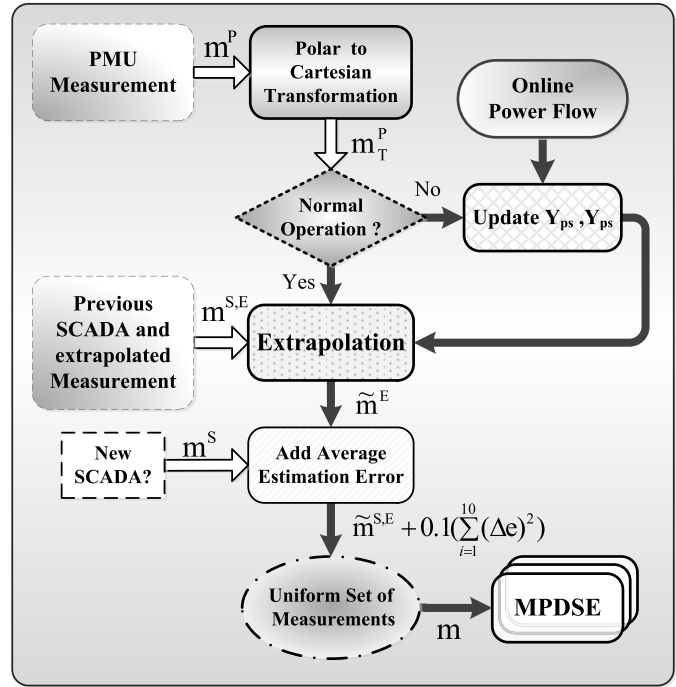 PMU
Measurement
m^P
Polar to
Cartesian
Transformation
Online
Power Flow
m_T^P
Normal
Operation ?
No
Update Y_ps ,Y_ps
Yes
Previous
SCADA and
extrapolated
Measurement
m^S,E
Extrapolation
m̃^E
New
SCADA?
m^S
Add Average
Estimation Error
m̃^S,E + 0.1(∑_{i=1}^{10}(Δe)^2)
Uniform Set of
Measurements
m
MPDSE